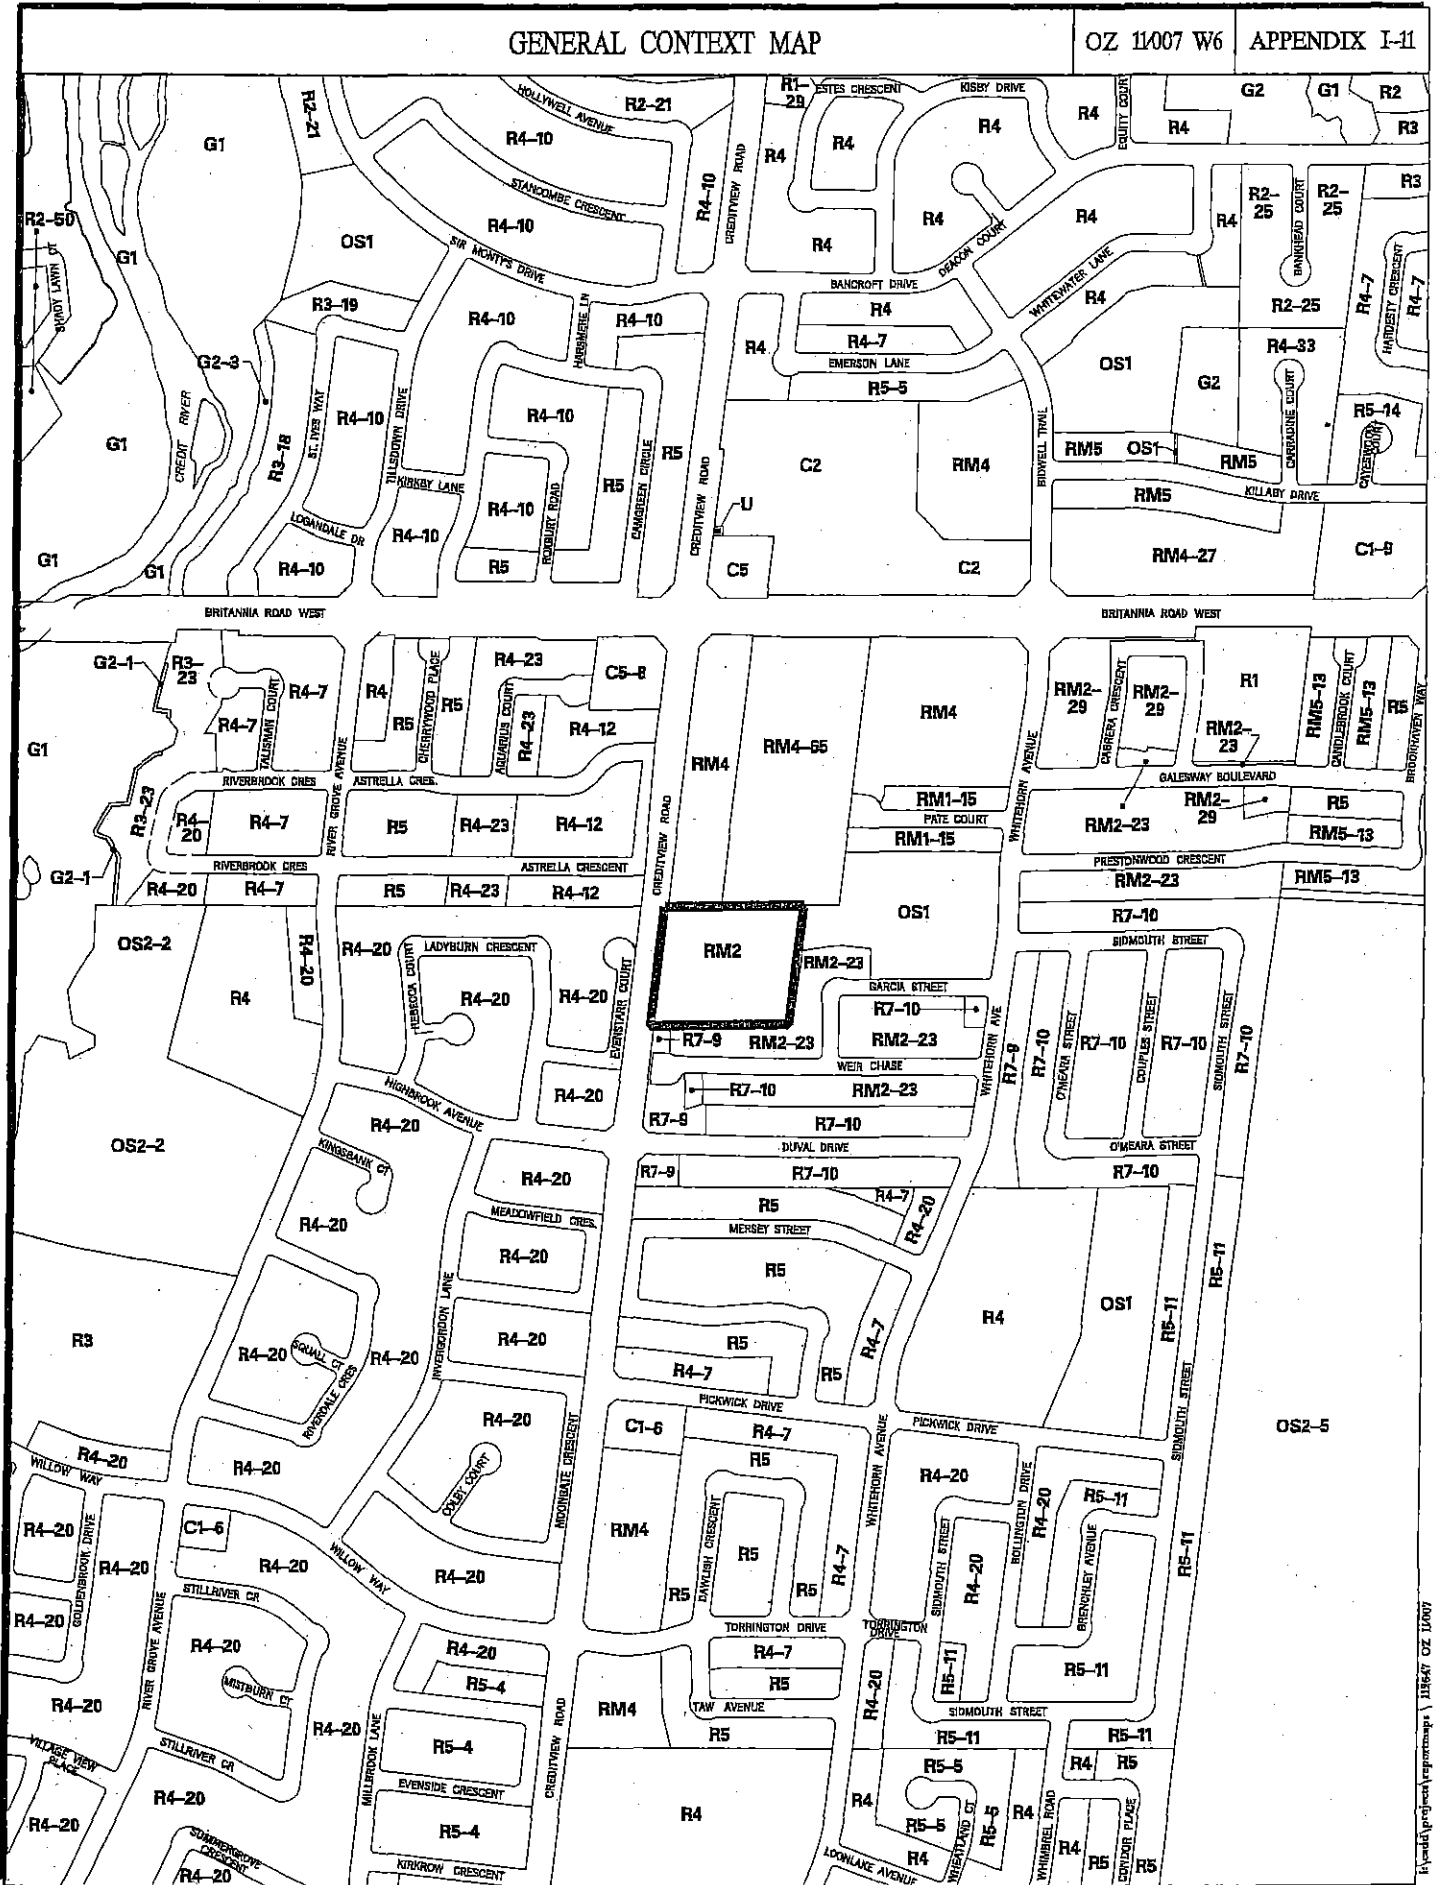 GENERAL CONTEXT MAP
OZ 11/007 W6
APPENDIX I-11
R2-21
G1
HOLLYWELL AVENUE
R2-21
R1-29
ESTES CRESCENT
KISBY DRIVE
R4
EQUITY COURT
G2
G1
R2
R4
R3
R4-10
STANCOMBE CRESCENT
R4-10
CREDITVIEW ROAD
R4
R4
R4
R2-50
SHADY LAWN CT
G1
OS1
R4-10
SIR MONTY'S DRIVE
R4
R4
DEACON COURT
R4
R4
R2-25
BANKHEAD COURT
R2-25
R3
R3-19
R4-10
HARSMERE LN
R4-10
BANCROFT DRIVE
R4
WHITEWATER LANE
R4
R2-25
R4-7
HARDESTY CRESCENT
R4-7
G2-3
R4-7
EMERSON LANE
R4
R5-5
OS1
G2
R4-33
CREDIT RIVER
G1
R3-18
ST. IVES WAY
R4-10
TILLSDOWN DRIVE
R4-10
R5
CAMGREEN CIRCLE
R5
CREDITVIEW ROAD
C2
RM4
BIDWELL TRAIL
RM5
OS1
RM5
CARRADINE COURT
R5-14
KIRKBY LANE
R4-10
ROXBURY ROAD
U
RM5
KILLABY DRIVE
LOGANDALE DR
R4-10
R4-10
R5
C5
C2
RM4-27
C1-9
G1
G1
BRITANNIA ROAD WEST
BRITANNIA ROAD WEST
G2-1
R3-23
TALISMAN COURT
R4-7
R4-7
R4
R5
CHERRYWOOD PLACE
R5
R4-23
AQUARIUS COURT
R4-23
R4-12
C5-8
RM4
RM4-65
RM4
WHITEHORN AVENUE
RM2-29
CABRERA CRESCENT
RM2-29
R1
RM2-23
RM5-13
CANDLEBROOK COURT
RM5-13
R5
BROOKHAVEN WAY
G1
RIVERBROOK CRES
RIVER GROVE AVENUE
ASTRELLA CRES.
GALESWAY BOULEVARD
R3-23
R4-20
R4-7
R5
R4-23
R4-12
CREDITVIEW ROAD
RM1-15
PATE COURT
RM1-15
RM2-23
RM2-29
R5
RM5-13
RIVERBROOK CRES
ASTRELLA CRESCENT
PRESTONWOOD CRESCENT
G2-1
R4-20
R4-7
R5
R4-23
R4-12
RM2-23
RM5-13
OS2-2
R4-20
R4
R4-20
REBECCA COURT
LADYBURN CRESCENT
R4-20
R4-20
EVENSTARR COURT
RM2
OS1
RM2-23
R7-10
SIDMOUTH STREET
GARCIA STREET
R7-10
R7-9
RM2-23
RM2-23
WHITEHORN AVE
R7-9
R7-10
O'MEARA STREET
R7-10
COUPLES STREET
R7-10
SIDMOUTH STREET
R7-10
WEIR CHASE
R4-20
R7-10
RM2-23
HIGHBROOK AVENUE
R4-20
R7-9
R7-10
DUVAL DRIVE
O'MEARA STREET
OS2-2
KINGSBANK CT
R4-20
R7-9
R7-10
R7-10
R4-20
MEADOWFIELD CRES.
R5
R4-7
R4-20
MERSEY STREET
R4-20
R5
R5-11
R3
INVERGORDON LANE
R4-20
SQUALL CT
R4-20
RIVERDALE CRES
R4-20
R5
R4-7
R5
R4-7
R4
OS1
R5-11
SIDMOUTH STREET
PICKWICK DRIVE
R4-20
MOONGATE CRESCENT
C1-6
R4-7
R5
WHITEHORN AVENUE
PICKWICK DRIVE
OS2-5
R4-20
WILLOW WAY
R4-20
COLBY COURT
R4-20
BOLLINGTON DRIVE
R4-20
R5-11
R4-20
GOLDENBROOK DRIVE
R4-20
C1-6
R4-20
WILLOW WAY
R4-20
RM4
R5
DAWLISH CRESCENT
R5
R5
R4-7
SIDMOUTH STREET
R4-20
BRENCHLEY AVENUE
R5-11
R4-20
STILLRIVER CR
RIVER GROVE AVENUE
R4-20
MISTBURN CT
TORRINGTON DRIVE
TORRINGTON DRIVE
R4-20
R5-4
R4-7
R5
R4-20
R5-11
R5-11
R4-20
R4-20
MILLBROOK LANE
R5-4
CREDITVIEW ROAD
RM4
TAW AVENUE
R5
SIDMOUTH STREET
R5-11
R5-11
VILLAGE VIEW PLACE
STILLRIVER CR
EVENSIDE CRESCENT
R5-5
R4
R5
R4-20
R4-20
R5-4
R4
R4
R5-5
WHEATLAND CT
R5-5
R4
WHIMBREL ROAD
R4
R5
CONDOR PLACE
R5
SUMMERGROVE CRESCENT
R4-20
KIRKROW CRESCENT
LOONLAKE AVENUE
R4